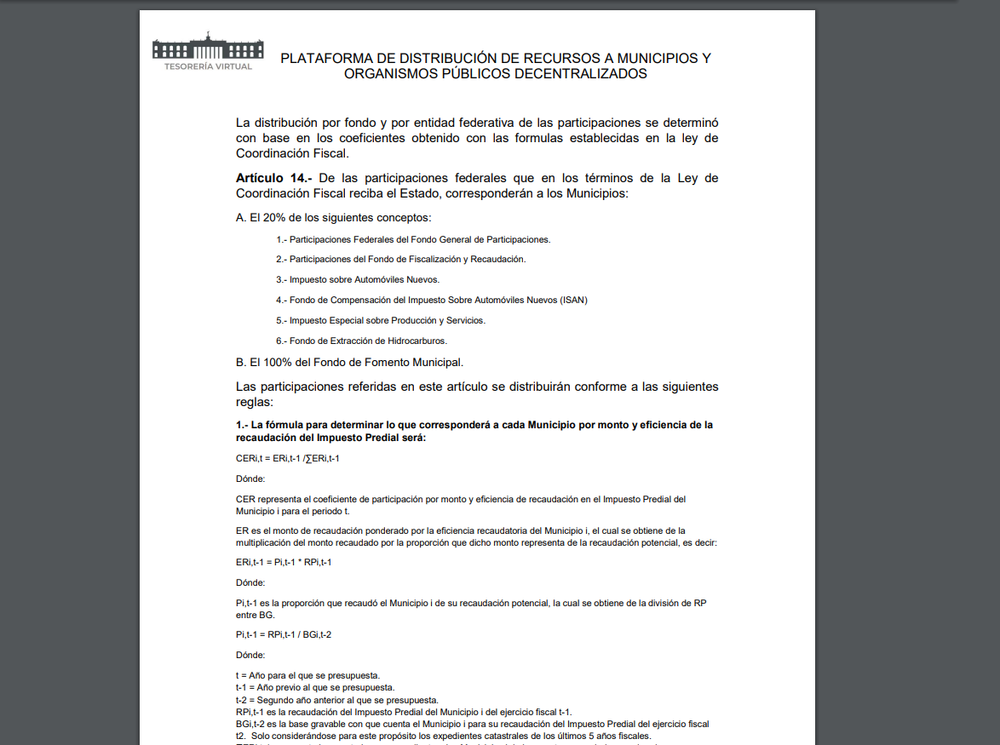 TESORERÍA VIRTUAL
PLATAFORMA DE DISTRIBUCIÓN DE RECURSOS A MUNICIPIOS Y
ORGANISMOS PÚBLICOS DECENTRALIZADOS
La distribución por fondo y por entidad federativa de las participaciones se determinó
con base en los coeficientes obtenido con las formulas establecidas en la ley de
Coordinación Fiscal.
Artículo 14.- De las participaciones federales que en los términos de la Ley de
Coordinación Fiscal reciba el Estado, corresponderán a los Municipios:
A. El 20% de los siguientes conceptos:
1.- Participaciones Federales del Fondo General de Participaciones.
2.- Participaciones del Fondo de Fiscalización y Recaudación.
3.- Impuesto sobre Automóviles Nuevos.
4.- Fondo de Compensación del Impuesto Sobre Automóviles Nuevos (ISAN)
5.- Impuesto Especial sobre Producción y Servicios.
6.- Fondo de Extracción de Hidrocarburos.
B. El 100% del Fondo de Fomento Municipal.
Las participaciones referidas en este artículo se distribuirán conforme a las siguientes
reglas:
1.- La fórmula para determinar lo que corresponderá a cada Municipio por monto y eficiencia de la
recaudación del Impuesto Predial será:
CERi,t = ERi,t-1 /∑ERi,t-1
Dónde:
CER representa el coeficiente de participación por monto y eficiencia de recaudación en el Impuesto Predial del
Municipio i para el periodo t.
ER es el monto de recaudación ponderado por la eficiencia recaudatoria del Municipio i, el cual se obtiene de la
multiplicación del monto recaudado por la proporción que dicho monto representa de la recaudación potencial, es decir:
ERi,t-1 = Pi,t-1 * RPi,t-1
Dónde:
Pi,t-1 es la proporción que recaudó el Municipio i de su recaudación potencial, la cual se obtiene de la división de RP
entre BG.
Pi,t-1 = RPi,t-1 / BGi,t-2
Dónde:
t = Año para el que se presupuesta.
t-1 = Año previo al que se presupuesta.
t-2 = Segundo año anterior al que se presupuesta.
RPi,t-1 es la recaudación del Impuesto Predial del Municipio i del ejercicio fiscal t-1.
BGi,t-2 es la base gravable con que cuenta el Municipio i para su recaudación del Impuesto Predial del ejercicio fiscal
t2. Solo considerándose para este propósito los expedientes catastrales de los últimos 5 años fiscales.